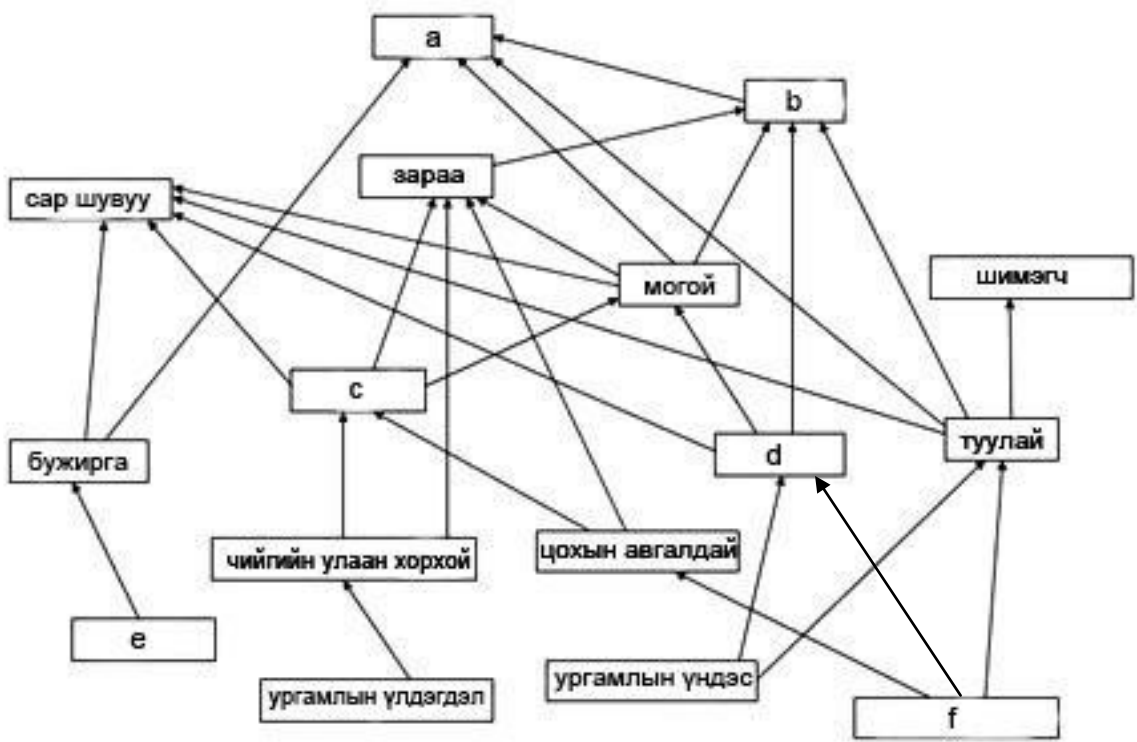 a
b
зараа
сар шувуу
могой
шимэгч
c
бужирга
d
туулай
чийгийн улаан хорхой
цохын авгалдай
e
ургамлын үлдэгдэл
ургамлын үндэс
f